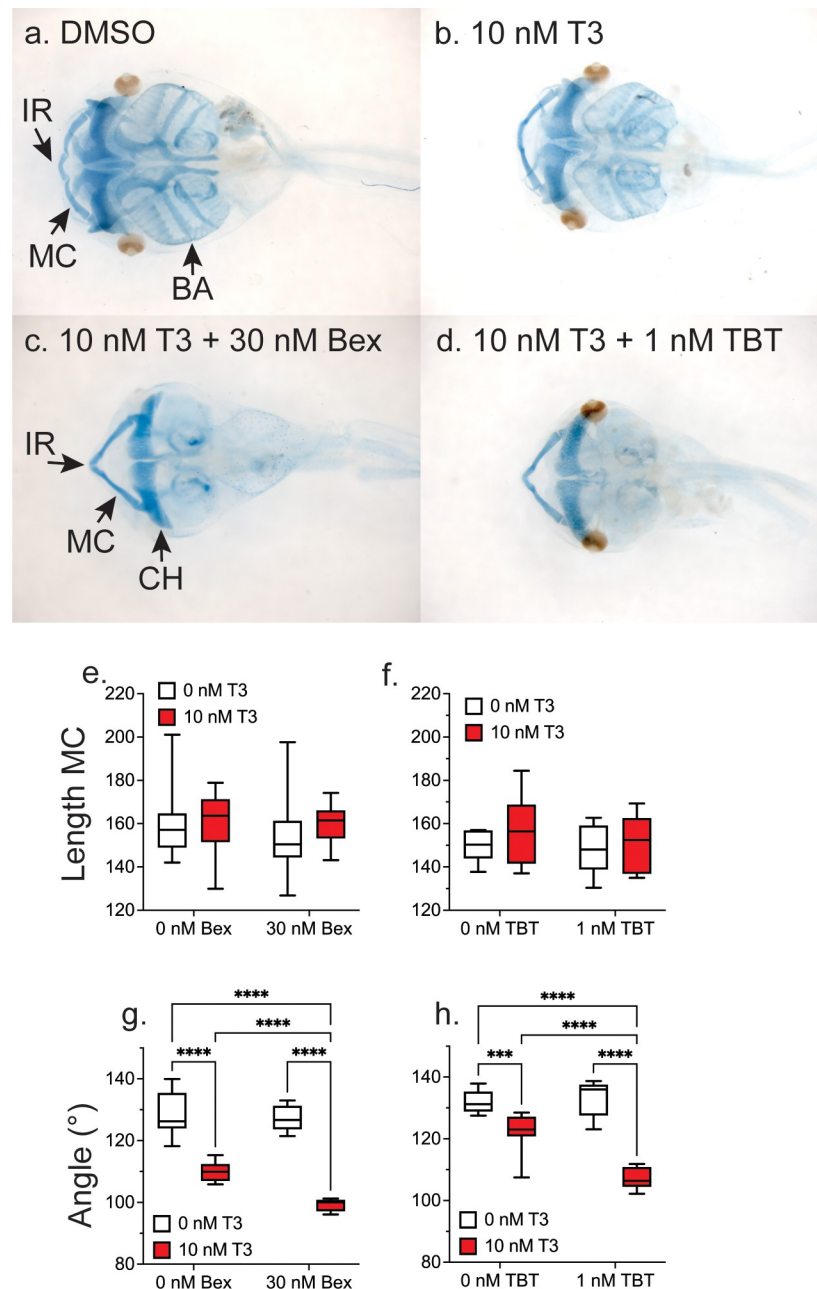 a. DMSO
b. 10 nM T3
IR
MC
BA
c. 10 nM T3 + 30 nM Bex
d. 10 nM T3 + 1 nM TBT
IR
MC
CH
e.
f.
0 nM T3
10 nM T3
0 nM T3
10 nM T3
Length MC
220
200
180
160
140
120
220
200
180
160
140
120
0 nM Bex
30 nM Bex
0 nM TBT
1 nM TBT
g.
h.
****
****
****
****
****
****
***
****
Angle (°)
140
120
100
80
140
120
100
80
0 nM T3
10 nM T3
0 nM T3
10 nM T3
0 nM Bex
30 nM Bex
0 nM TBT
1 nM TBT